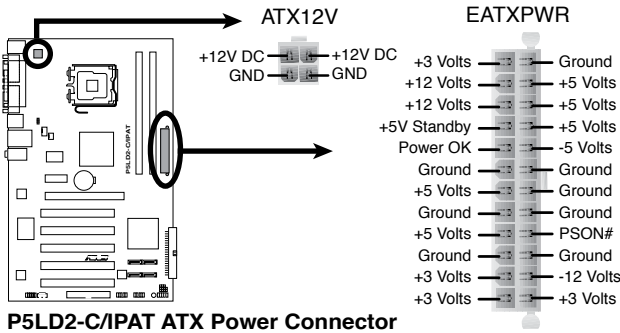 ATX12V
+12V DC +12V DC
GND GND
EATXPWR
+3 Volts Ground
+12 Volts +5 Volts
+12 Volts +5 Volts
+5V Standby +5 Volts
Power OK -5 Volts
Ground Ground
+5 Volts Ground
Ground Ground
+5 Volts PSON#
Ground Ground
+3 Volts -12 Volts
+3 Volts +3 Volts
P5LD2-C/IPAT
P5LD2-C/IPAT ATX Power Connector